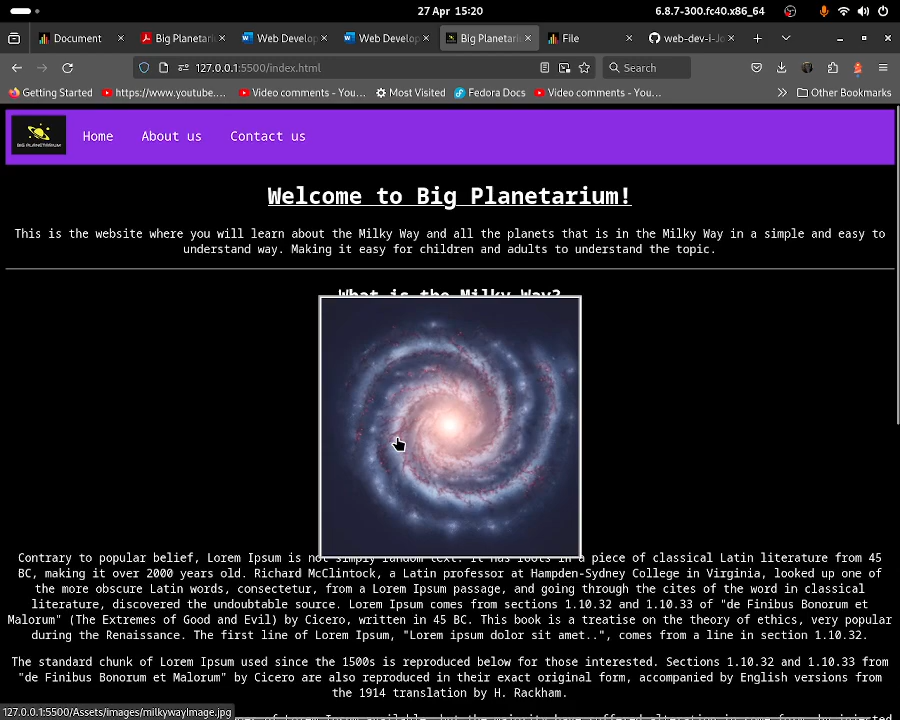 27 Apr 15:20
6.8.7-300.fc40.x86_64
Document
Big Planetari
Web Develop
Web Develop
Big Planetari
File
web-dev-i-Jo
127.0.0.1:5500/index.html
Search
Getting Started
https://www.youtube....
Video comments - You...
Most Visited
Fedora Docs
Video comments - You...
Other Bookmarks
BIG PLANETARIUM
Home
About us
Contact us
Welcome to Big Planetarium!
This is the website where you will learn about the Milky Way and all the planets that is in the Milky Way in a simple and easy to
understand way. Making it easy for children and adults to understand the topic.
What is the Milky Way?
Contrary to popular belief, Lorem Ipsum is not simply random text. It has roots in a piece of classical Latin literature from 45
BC, making it over 2000 years old. Richard McClintock, a Latin professor at Hampden-Sydney College in Virginia, looked up one of
the more obscure Latin words, consectetur, from a Lorem Ipsum passage, and going through the cites of the word in classical
literature, discovered the undoubtable source. Lorem Ipsum comes from sections 1.10.32 and 1.10.33 of "de Finibus Bonorum et
Malorum" (The Extremes of Good and Evil) by Cicero, written in 45 BC. This book is a treatise on the theory of ethics, very popular
during the Renaissance. The first line of Lorem Ipsum, "Lorem ipsum dolor sit amet..", comes from a line in section 1.10.32.
The standard chunk of Lorem Ipsum used since the 1500s is reproduced below for those interested. Sections 1.10.32 and 1.10.33 from
"de Finibus Bonorum et Malorum" by Cicero are also reproduced in their exact original form, accompanied by English versions from
the 1914 translation by H. Rackham.
127.0.0.1:5500/Assets/images/milkywayImage.jpg